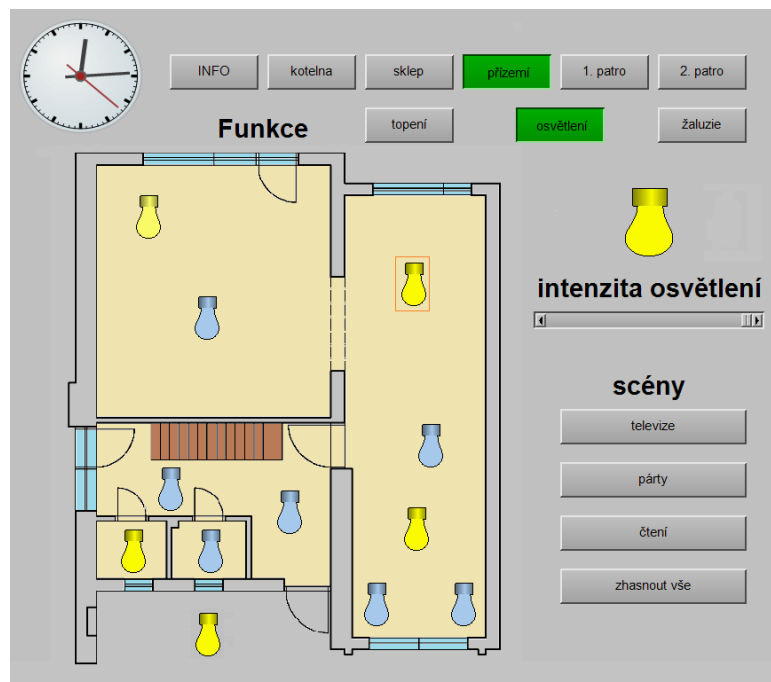 INFO
kotelna
sklep
přízemí
1. patro
2. patro
Funkce
topení
osvětlení
žaluzie
intenzita osvětlení
scény
televize
párty
čtení
zhasnout vše